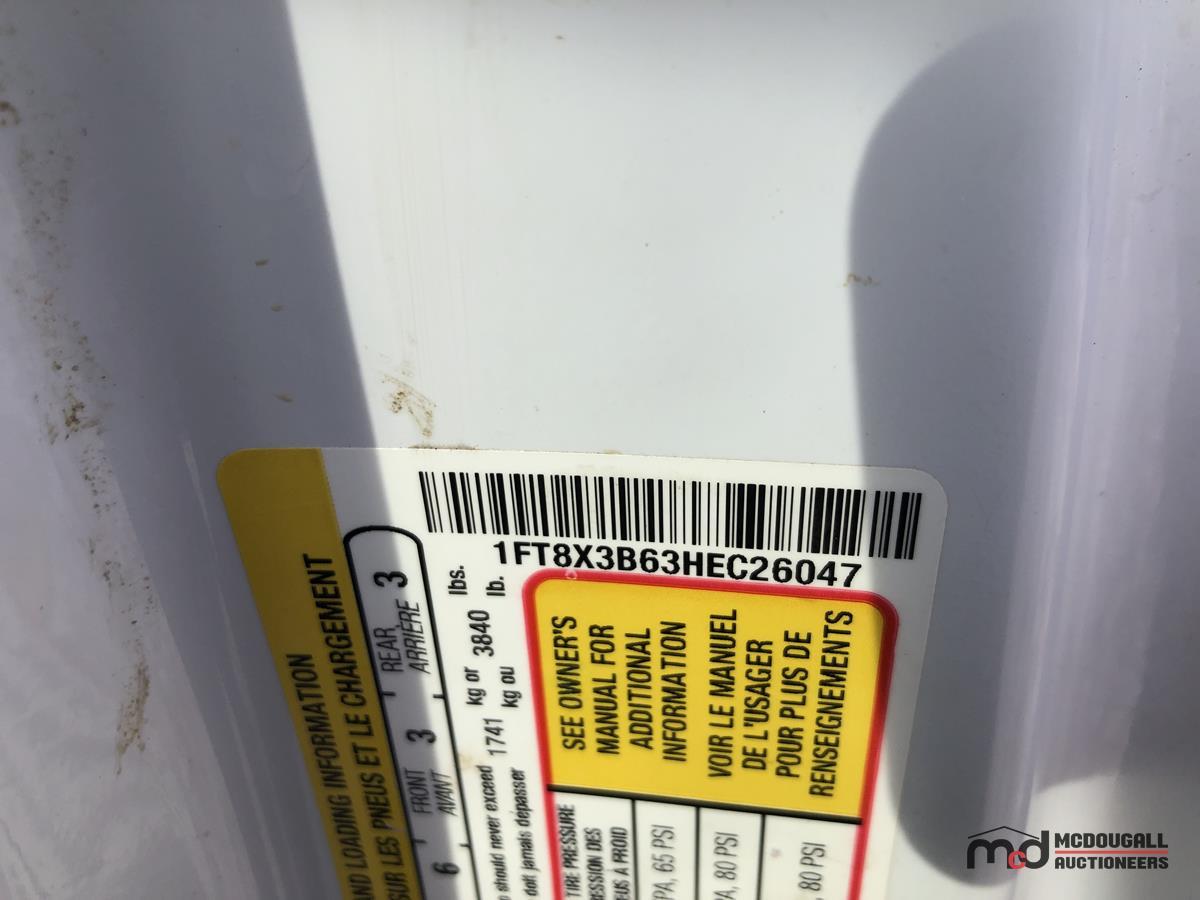 1FT8X3B63HEC26047
AND LOADING INFORMATION
SUR LES PNEUS ET LE CHARGEMENT
6 FRONT 3 REAR 3
AVANT ARRIÈRE
should never exceed 1741 kg or 3840 lbs.
doit jamais dépasser kg ou lb.
TIRE PRESSURE
DES
À FROID
, 65 PSI
, 80 PSI
, 80 PSI
SEE OWNER'S
MANUAL FOR
ADDITIONAL
INFORMATION
VOIR LE MANUEL
DE L'USAGER
POUR PLUS DE
RENSEIGNEMENTS
mcd MCDOUGALL
AUCTIONEERS